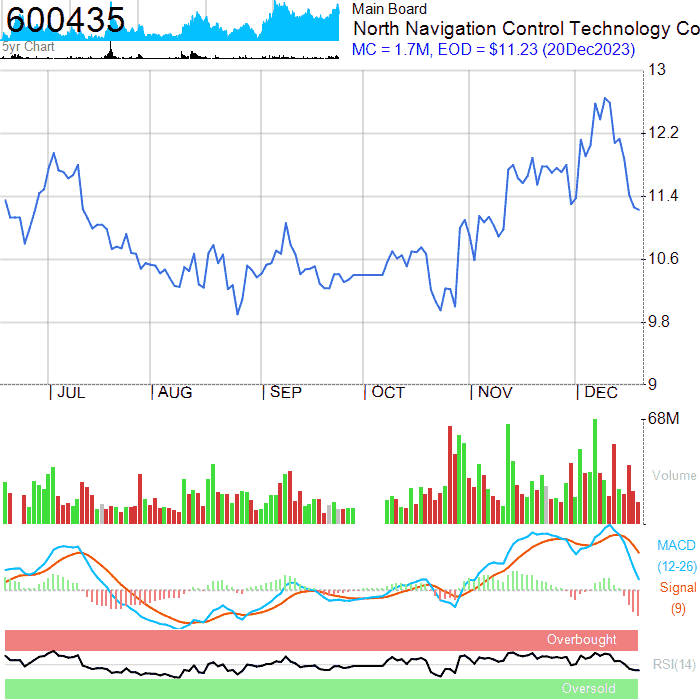 600435
5yr Chart
Main Board
North Navigation Control Technology Co
MC = 1.7M, EOD = $11.23 (20Dec2023)
13
12.2
11.4
10.6
9.8
9
JUL AUG SEP OCT NOV DEC
68M
Volume
MACD
(12-26)
Signal
(9)
Overbought
RSI(14)
Oversold